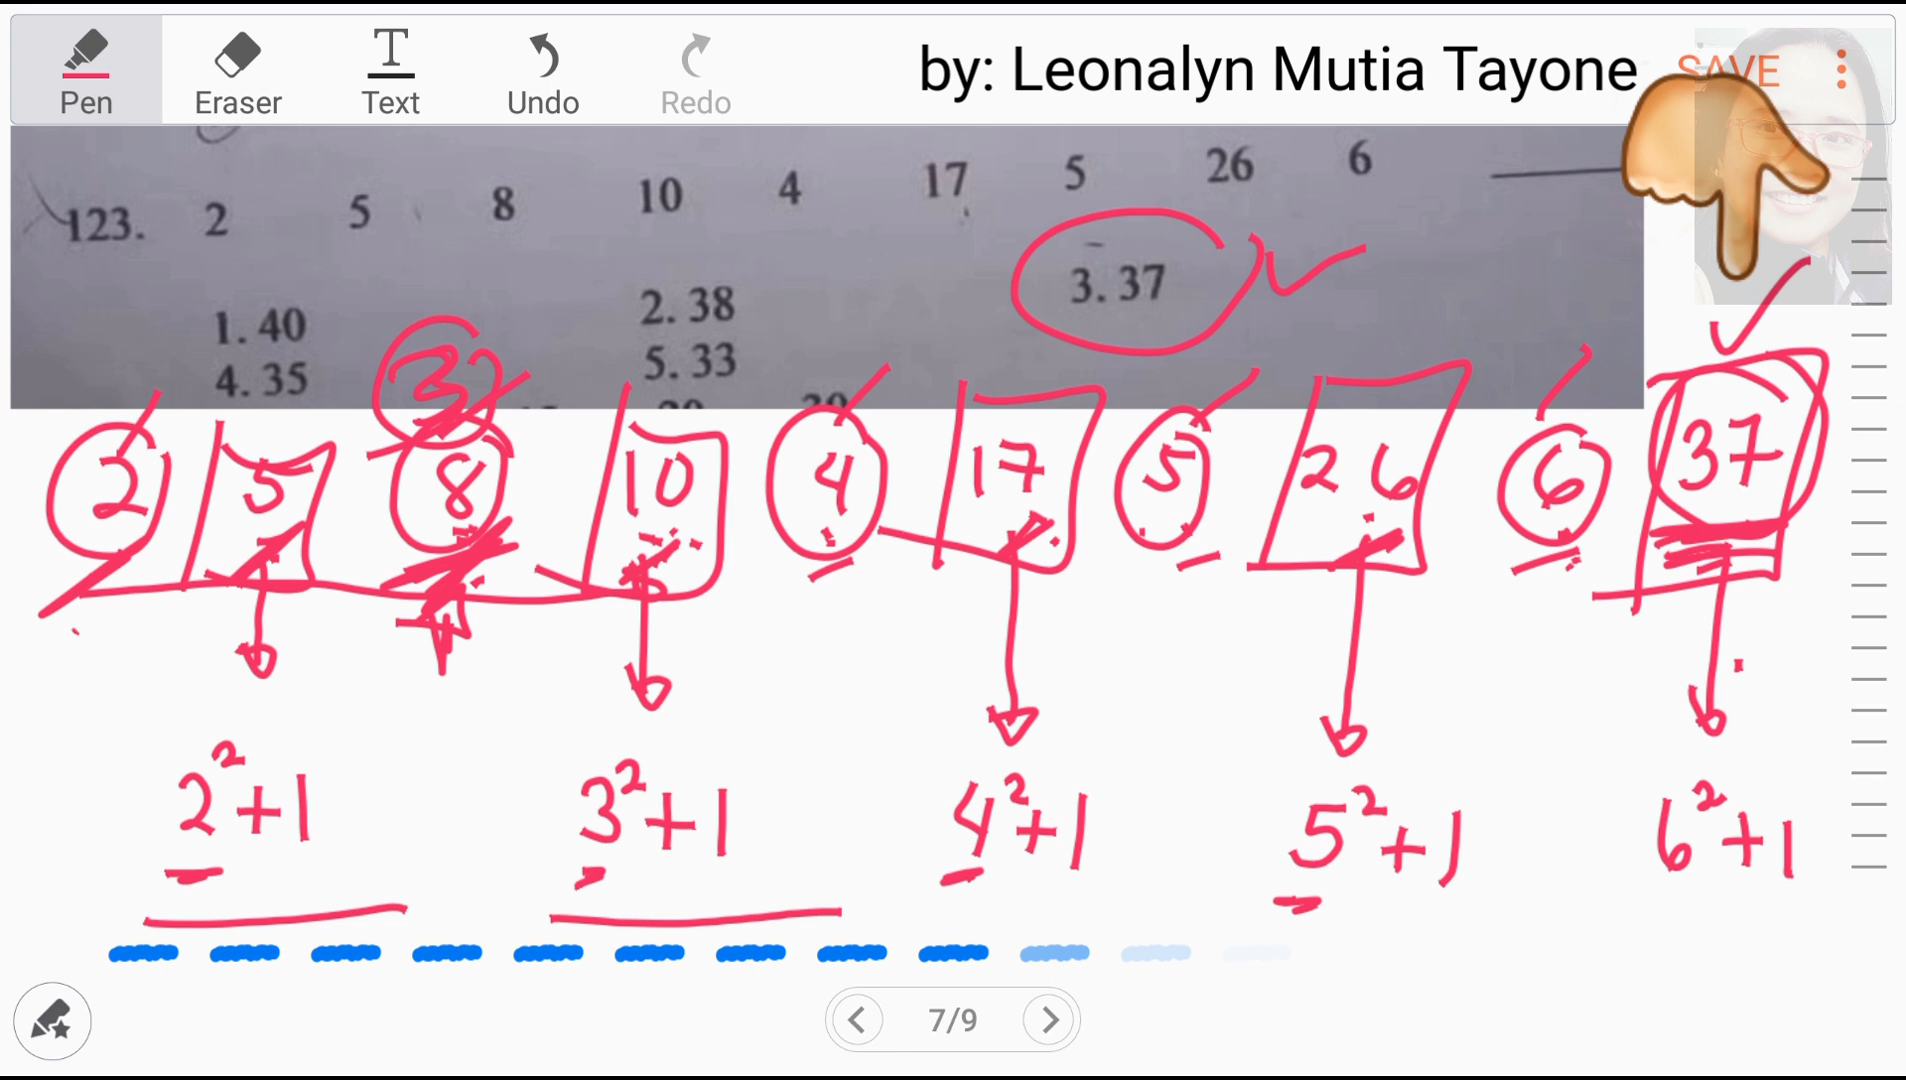 by: Leonalyn Mutia Tayone
SAVE
Pen Eraser Text Undo Redo
123. 2 5 8 10 4 17 5 26 6
1. 40 2. 38 3. 37
4. 35 5. 33
3
2 5 8 10 4 17 5 26 6 37
2²+1 3²+1 4²+1 5²+1 6²+1
7/9